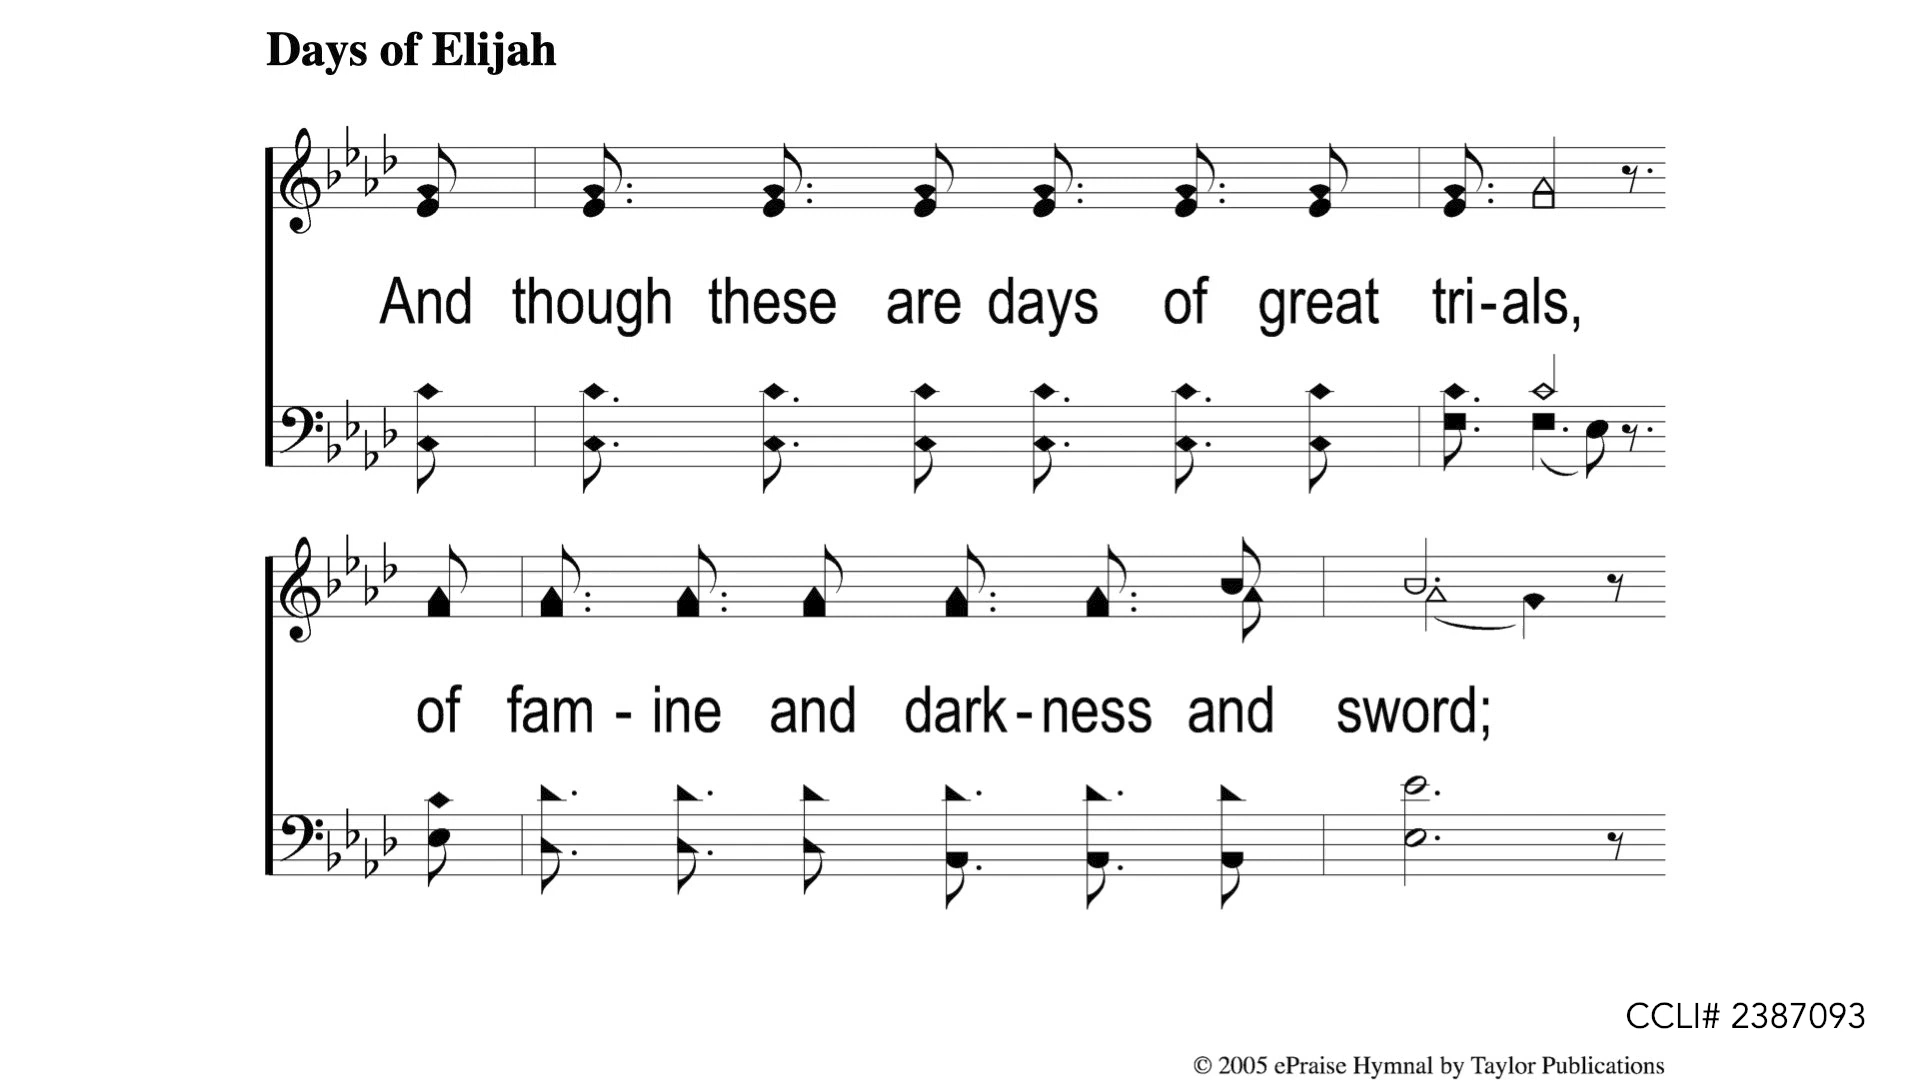 Days of Elijah
And though these are days of great tri-als,
of fam - ine and dark-ness and sword;
CCLI# 2387093
© 2005 ePraise Hymnal by Taylor Publications